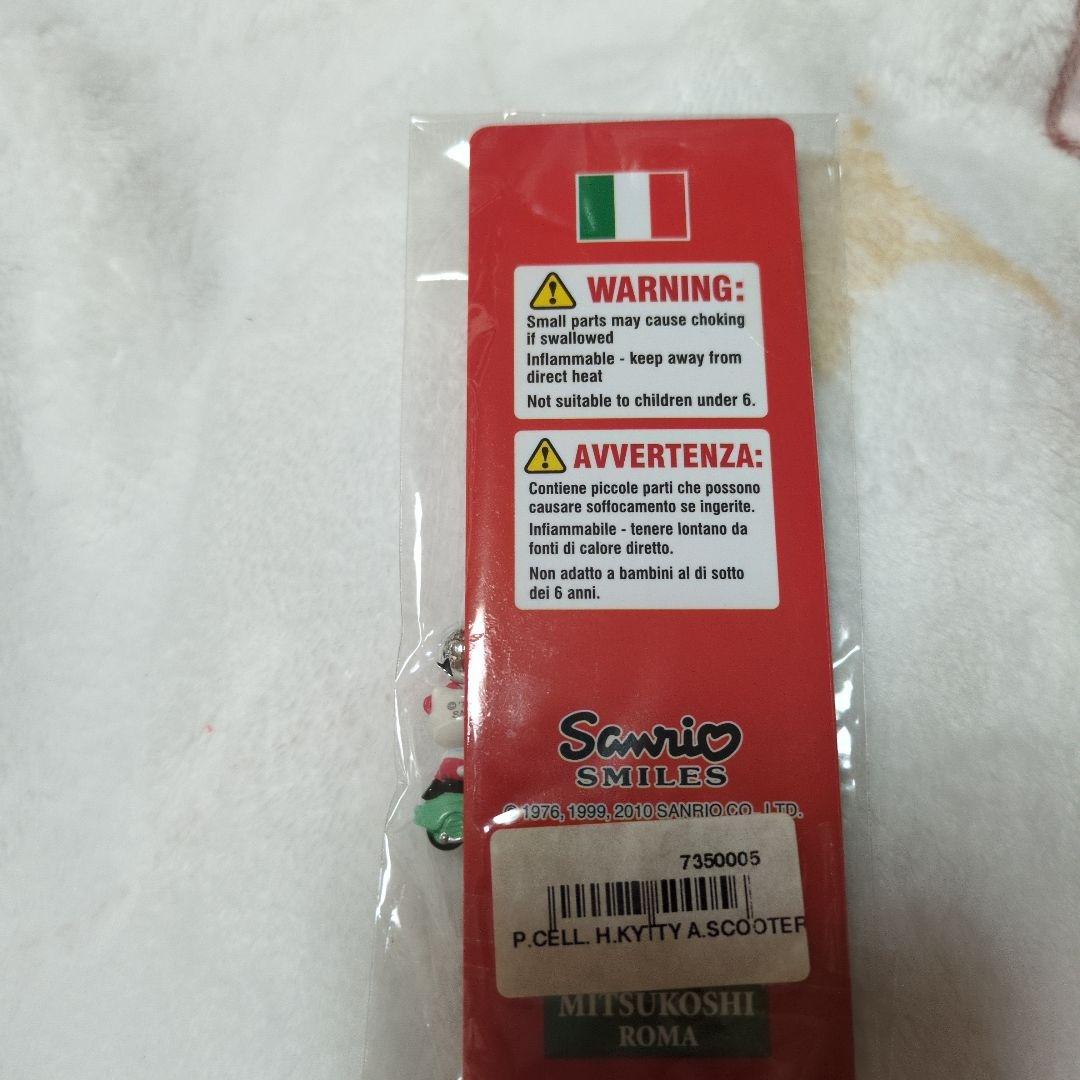 WARNING:
Small parts may cause choking
if swallowed
Inflammable - keep away from
direct heat
Not suitable to children under 6.
AVVERTENZA:
Contiene piccole parti che possono
causare soffocamento se ingerite.
Infiammabile - tenere lontano da
fonti di calore diretto.
Non adatto a bambini al di sotto
dei 6 anni.
Sanrio
SMILES
© 1976, 1999, 2010 SANRIO CO., LTD.
7350005
P.CELL. H.KYTTY A.SCOOTER
MITSUKOSHI
ROMA